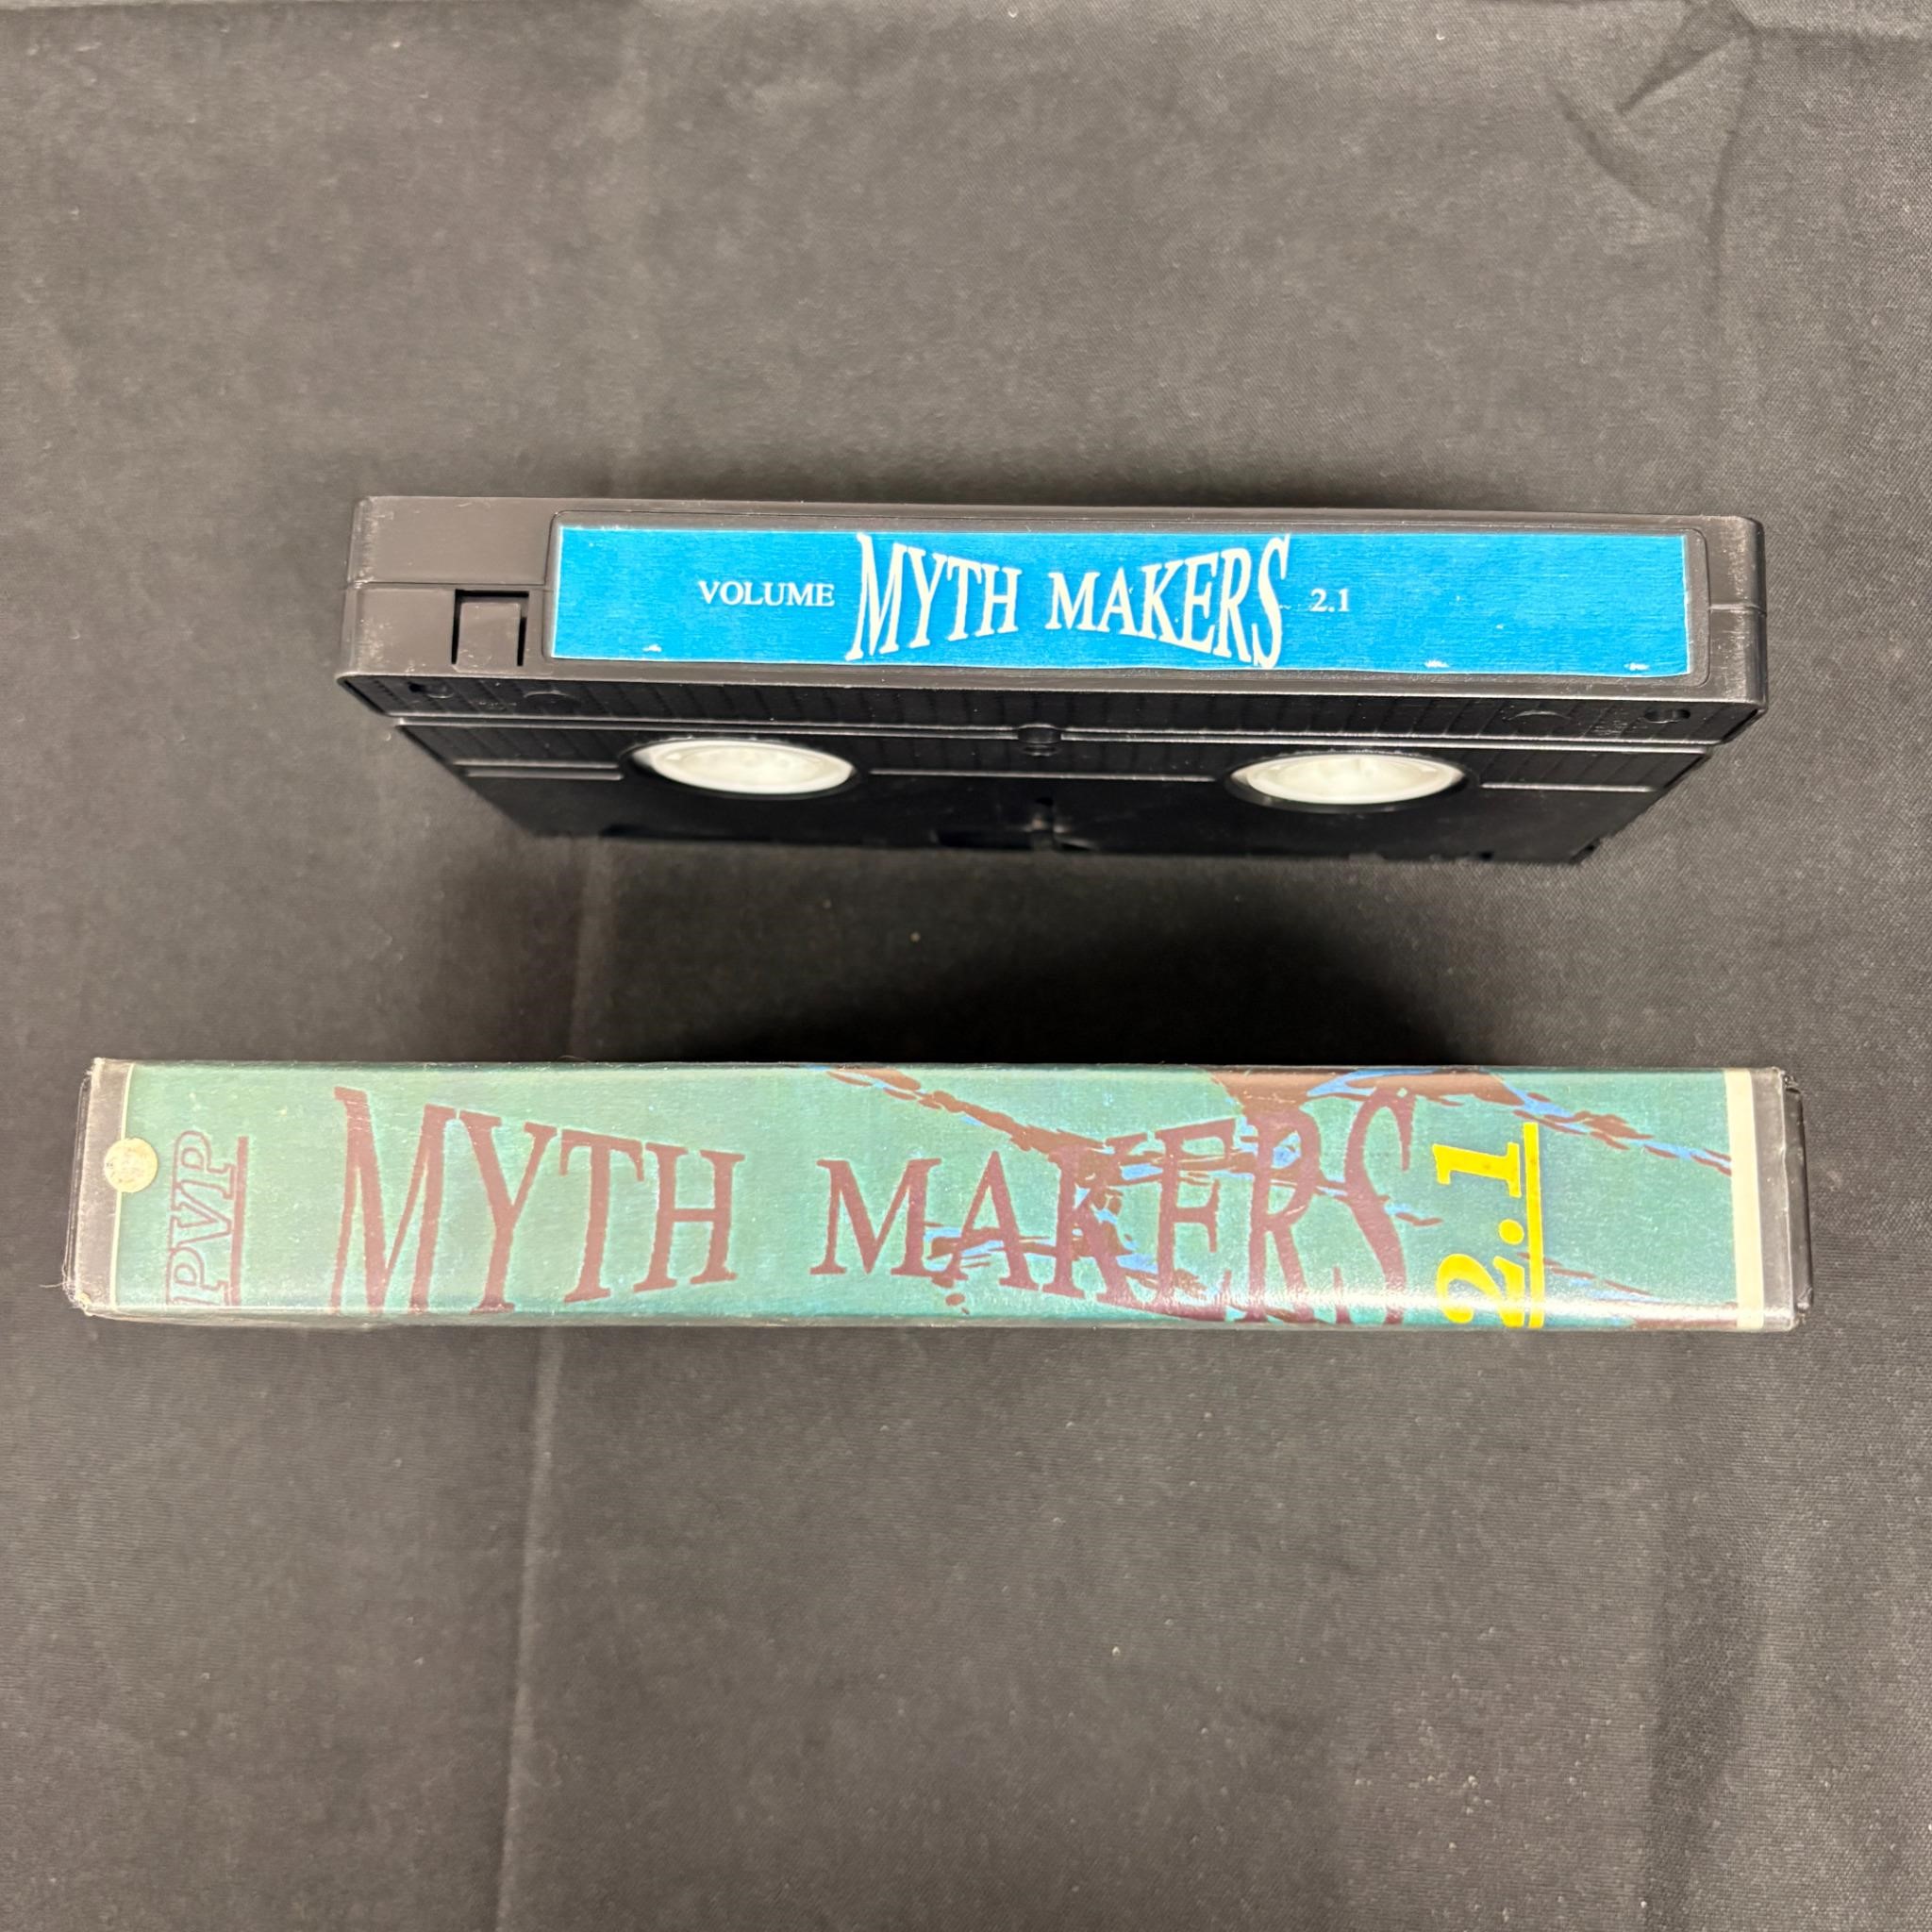 VOLUME MYTH MAKERS 2.1
PVP MYTH MAKERS 2.1